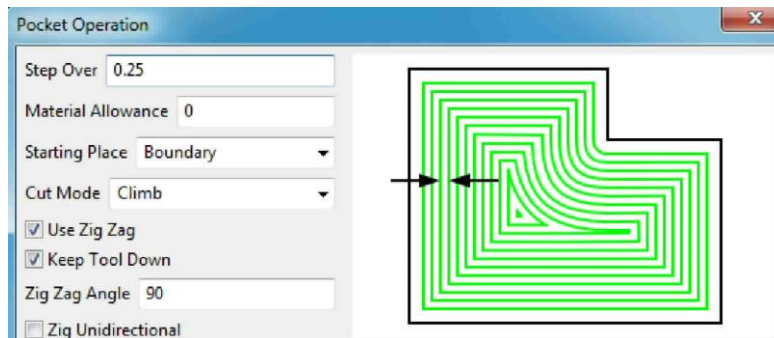 Pocket Operation
Step Over 0.25
Material Allowance 0
Starting Place Boundary
Cut Mode Climb
Use Zig Zag
Keep Tool Down
Zig Zag Angle 90
Zig Unidirectional